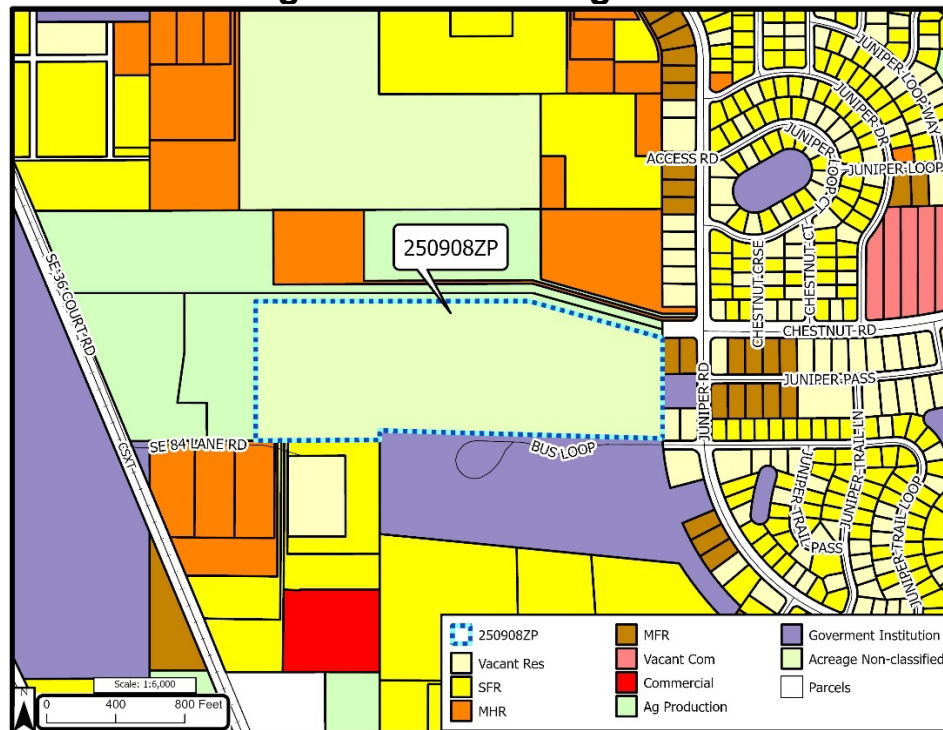 JUNIPER LOOP WAY
JUNIPER DR
ACCESS RD
JUNIPER LOOP CT
JUNIPER LOOP
CHESTNUT CRSE
CHESTNUT CT
250908ZP
SE 36 COURT RD
CHESTNUT RD
JUNIPER RD
JUNIPER PASS
SE 84 LANE RD
BUS LOOP
CSXT
JUNIPER TRAIL LN
JUNIPER TRAIL PASS
JUNIPER TRAIL LOOP
250908ZP
Vacant Res
SFR
MHR
MFR
Vacant Com
Commercial
Ag Production
Goverment Institution
Acreage Non-classified
Parcels
Scale: 1:6,000
N
0 400 800 Feet